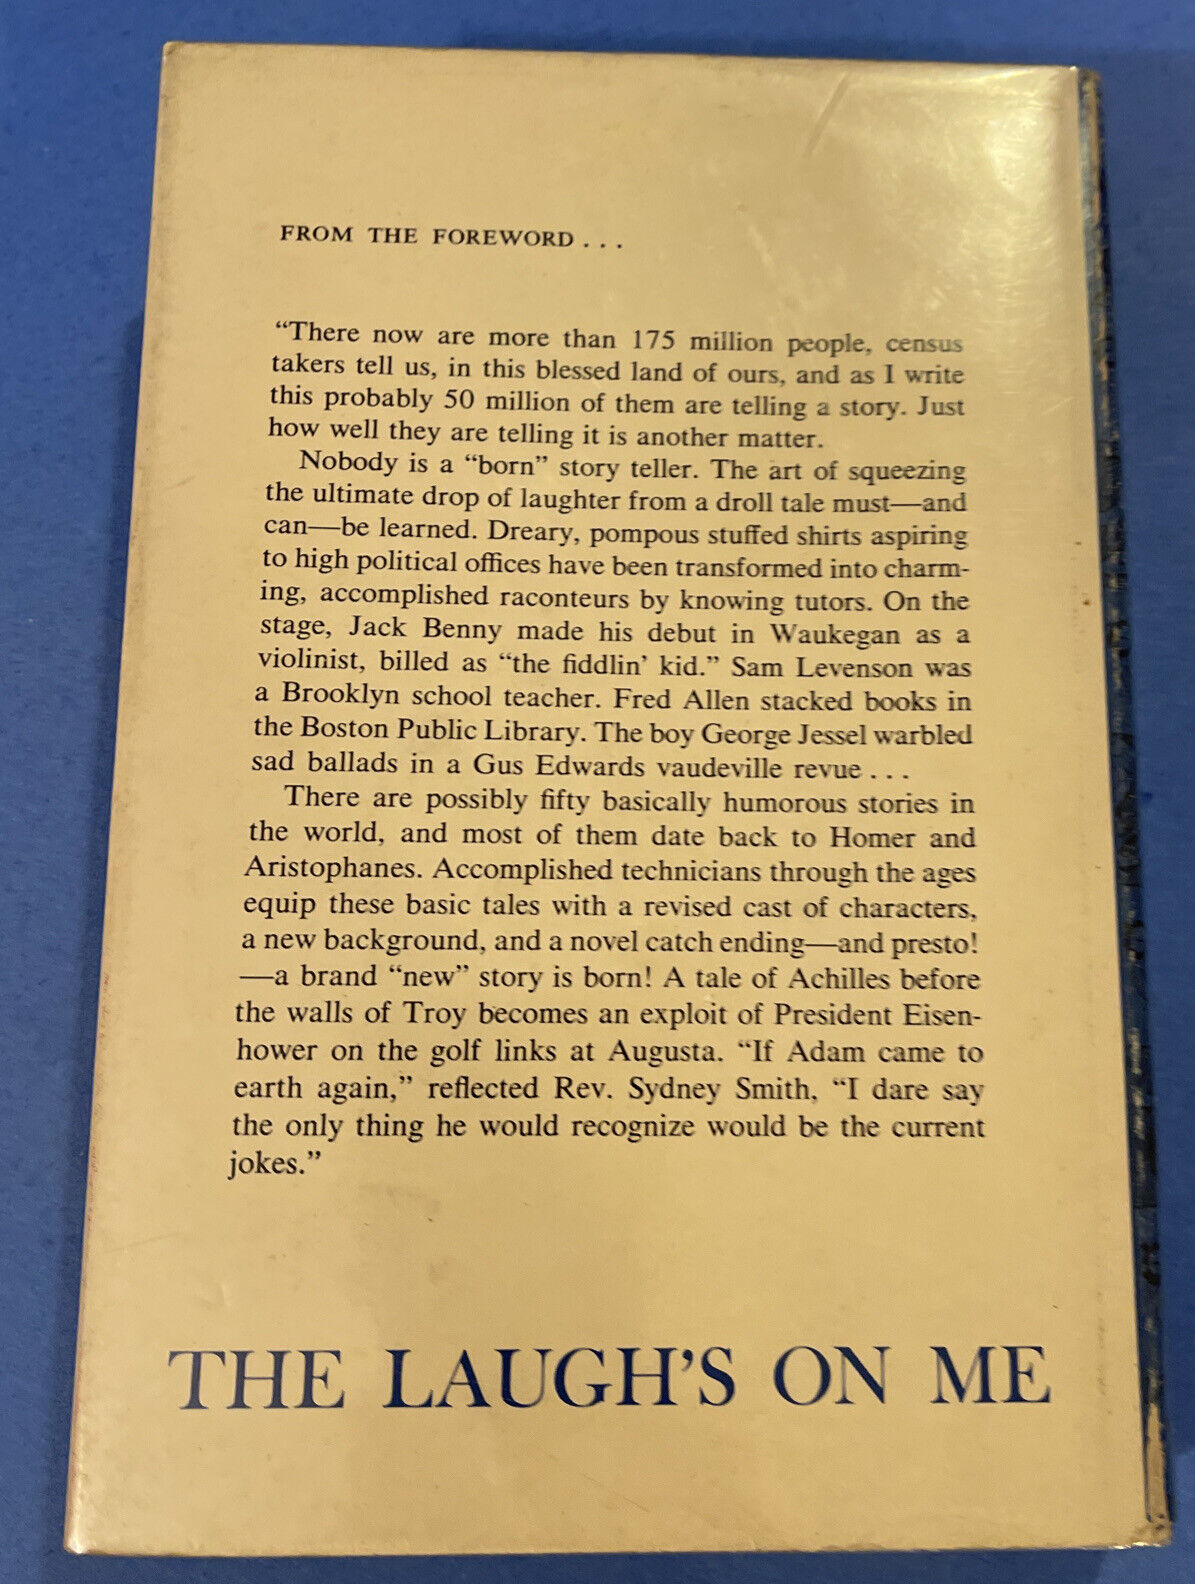 FROM THE FOREWORD . . .
“There now are more than 175 million people, census
takers tell us, in this blessed land of ours, and as I write
this probably 50 million of them are telling a story. Just
how well they are telling it is another matter.
Nobody is a “born” story teller. The art of squeezing
the ultimate drop of laughter from a droll tale must—and
can—be learned. Dreary, pompous stuffed shirts aspiring
to high political offices have been transformed into charm-
ing, accomplished raconteurs by knowing tutors. On the
stage, Jack Benny made his debut in Waukegan as a
violinist, billed as “the fiddlin’ kid.” Sam Levenson was
a Brooklyn school teacher. Fred Allen stacked books in
the Boston Public Library. The boy George Jessel warbled
sad ballads in a Gus Edwards vaudeville revue . . .
There are possibly fifty basically humorous stories in
the world, and most of them date back to Homer and
Aristophanes. Accomplished technicians through the ages
equip these basic tales with a revised cast of characters,
a new background, and a novel catch ending—and presto!
—a brand “new” story is born! A tale of Achilles before
the walls of Troy becomes an exploit of President Eisen-
hower on the golf links at Augusta. “If Adam came to
earth again,” reflected Rev. Sydney Smith, “I dare say
the only thing he would recognize would be the current
jokes.”
THE LAUGH’S ON ME